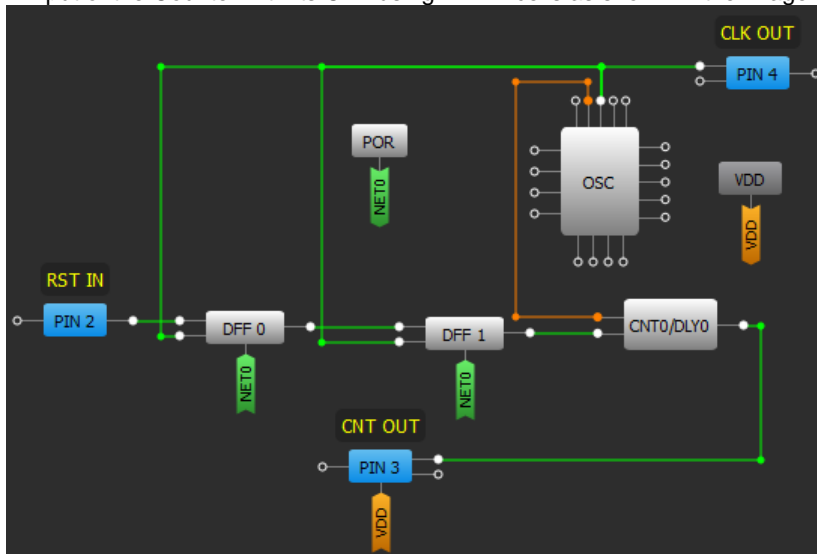 CLK OUT
PIN 4
POR
NET0
OSC
VDD
VDD
RST IN
PIN 2
DFF 0
NET0
DFF 1
NET0
CNT0/DLY0
CNT OUT
PIN 3
VDD